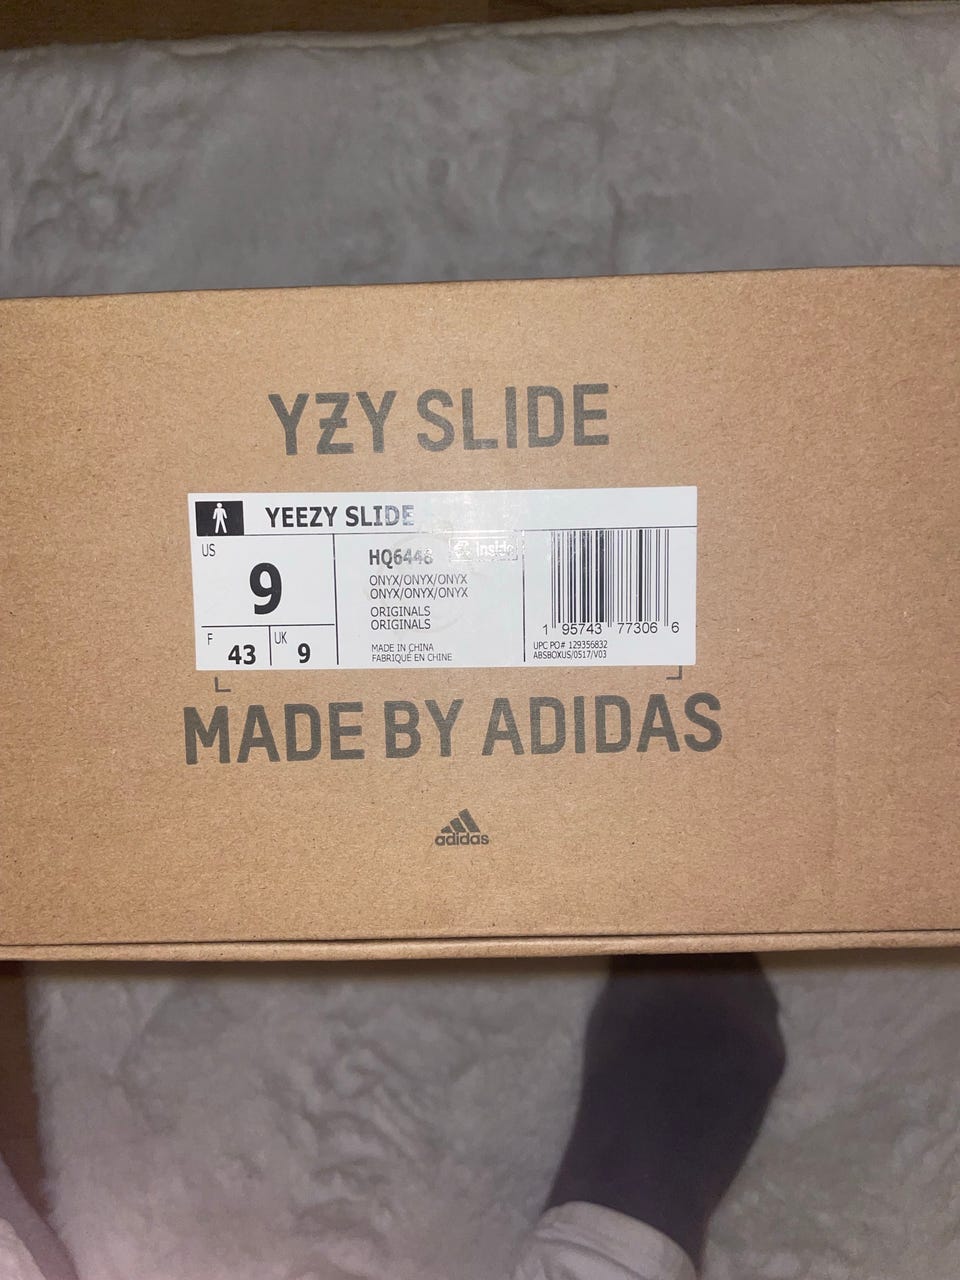 YZY SLIDE
YEEZY SLIDE
US
9
F
43
UK
9
HQ6448
inside
ONYX/ONYX/ONYX
ONYX/ONYX/ONYX
ORIGINALS
ORIGINALS
MADE IN CHINA
FABRIQUÉ EN CHINE
1 95743 77306 6
UPC PO# 129356832
ABSBOXUS/0517/V03
MADE BY ADIDAS
adidas